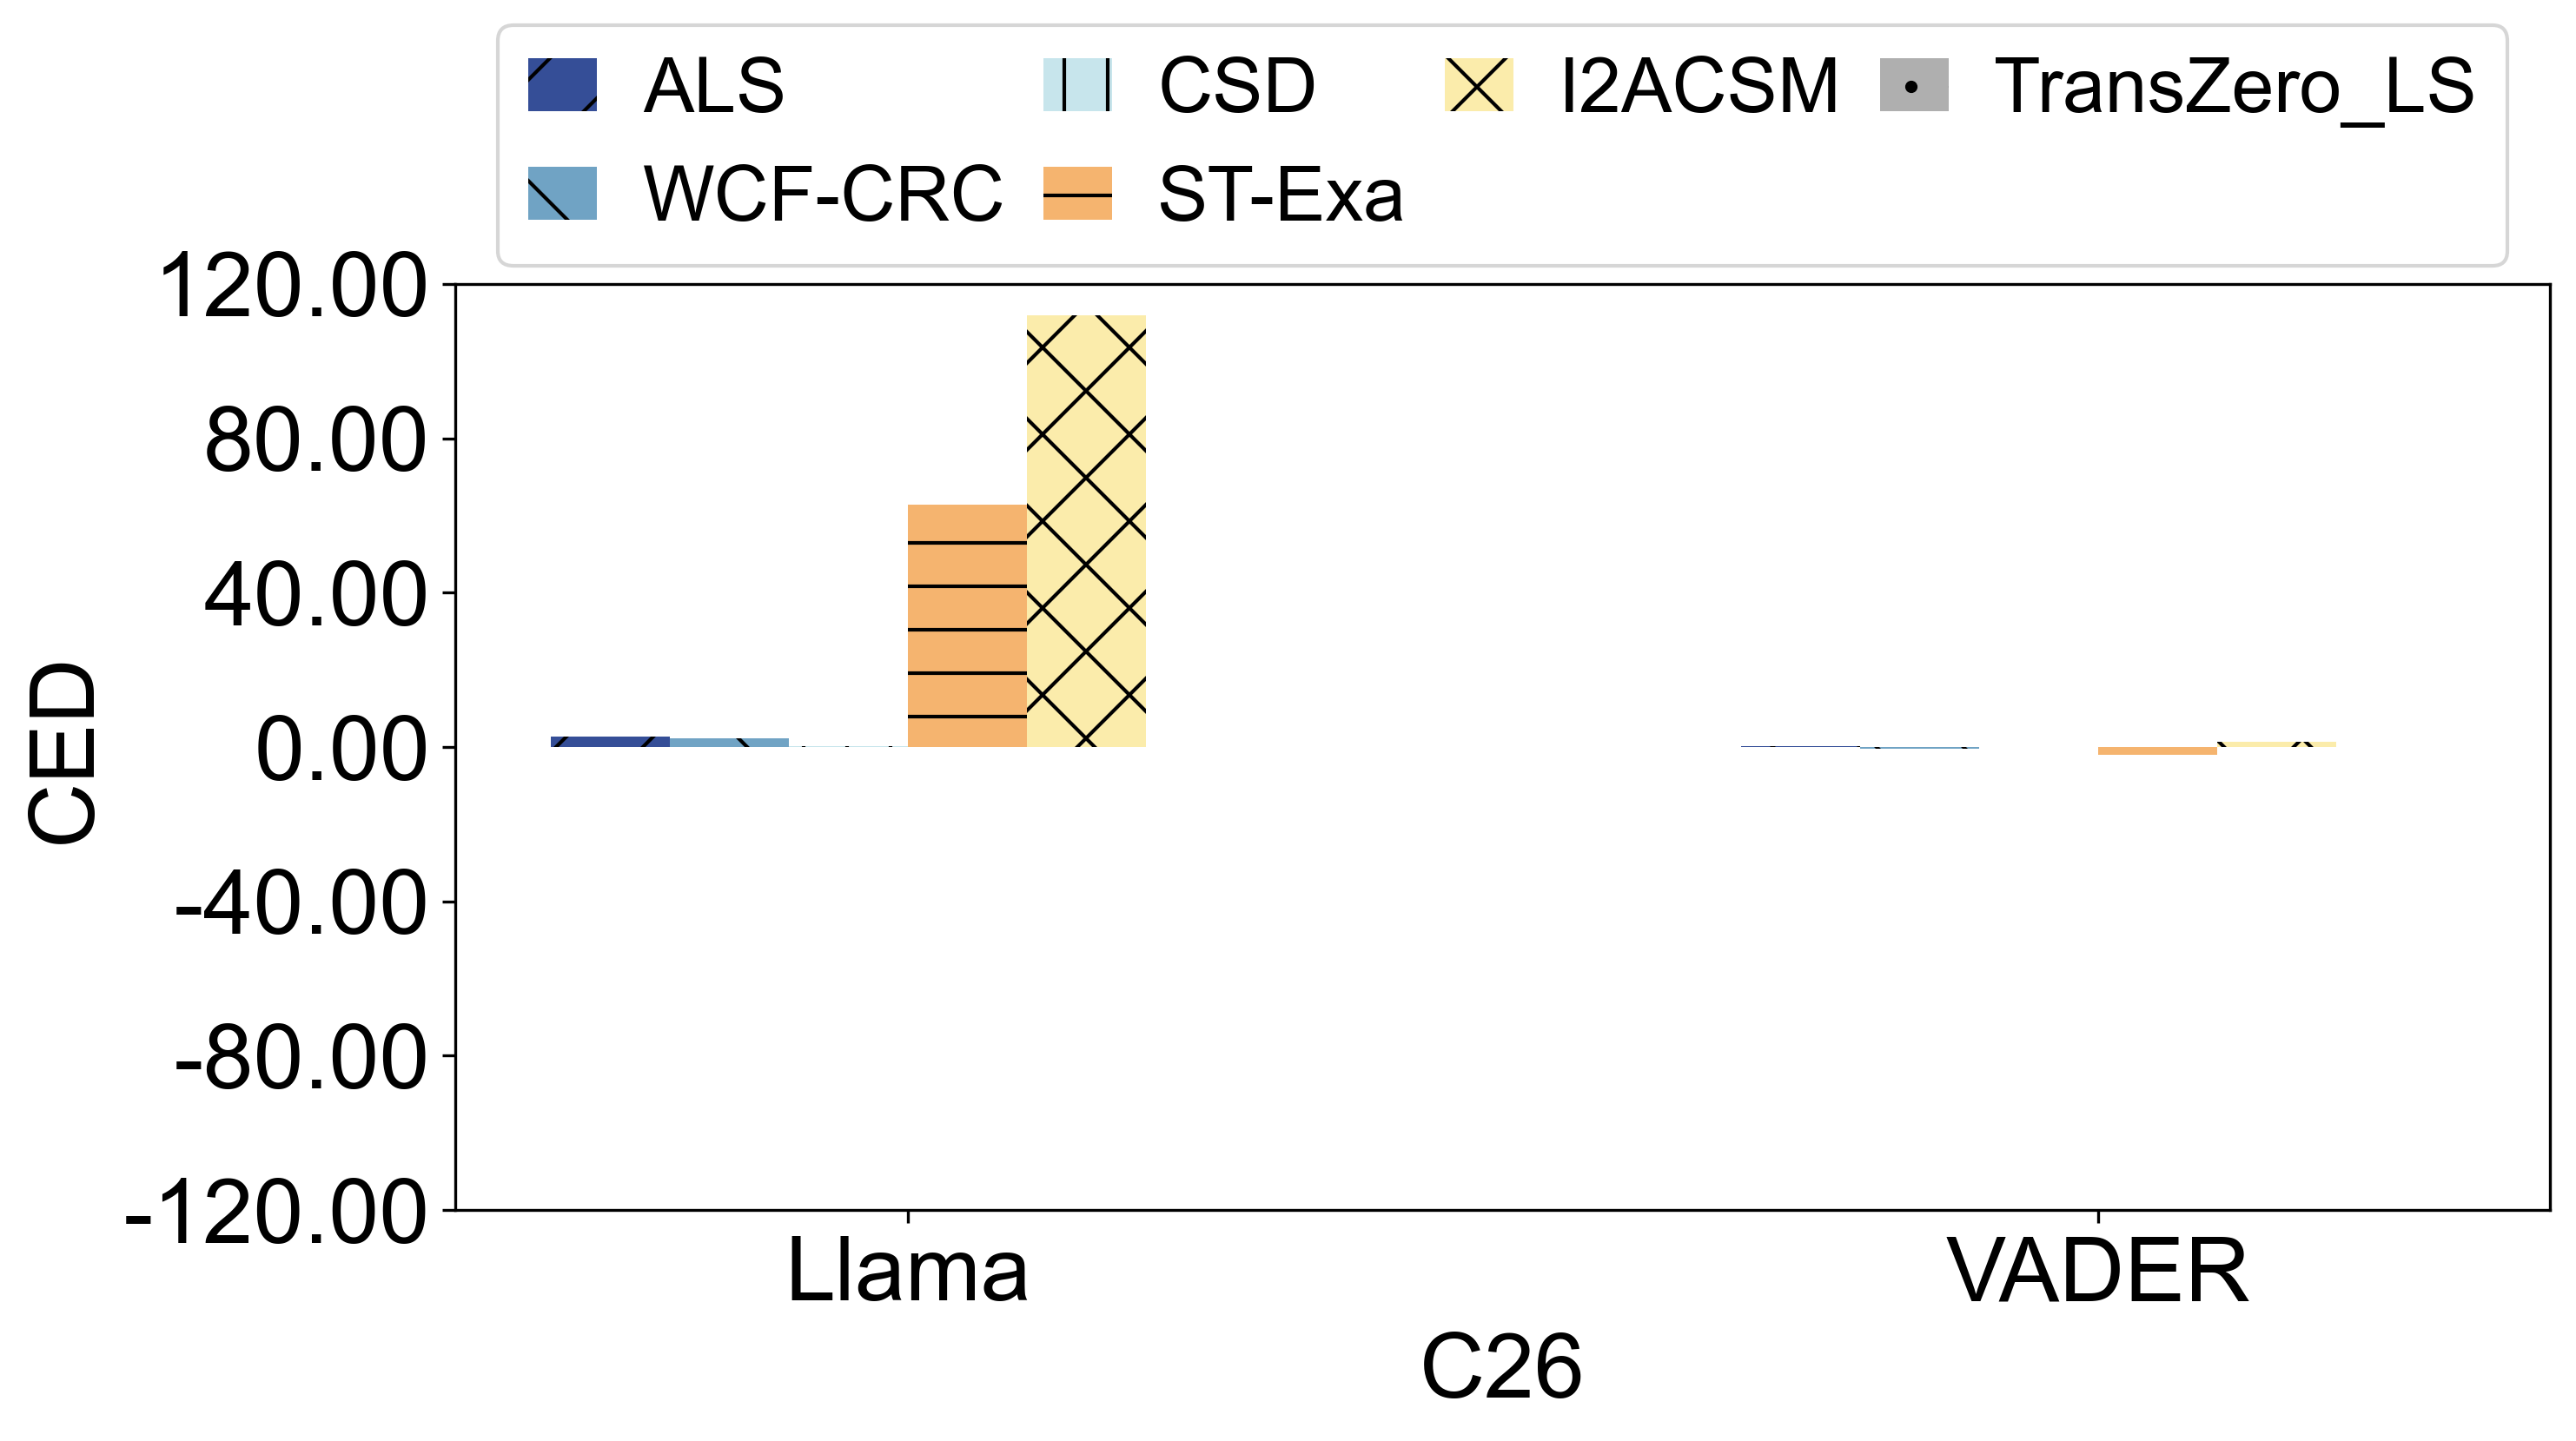 ALS CSD I2ACSM TransZero_LS
WCF-CRC ST-Exa
120.00
80.00
40.00
0.00
-40.00
-80.00
-120.00
CED
Llama VADER
C26